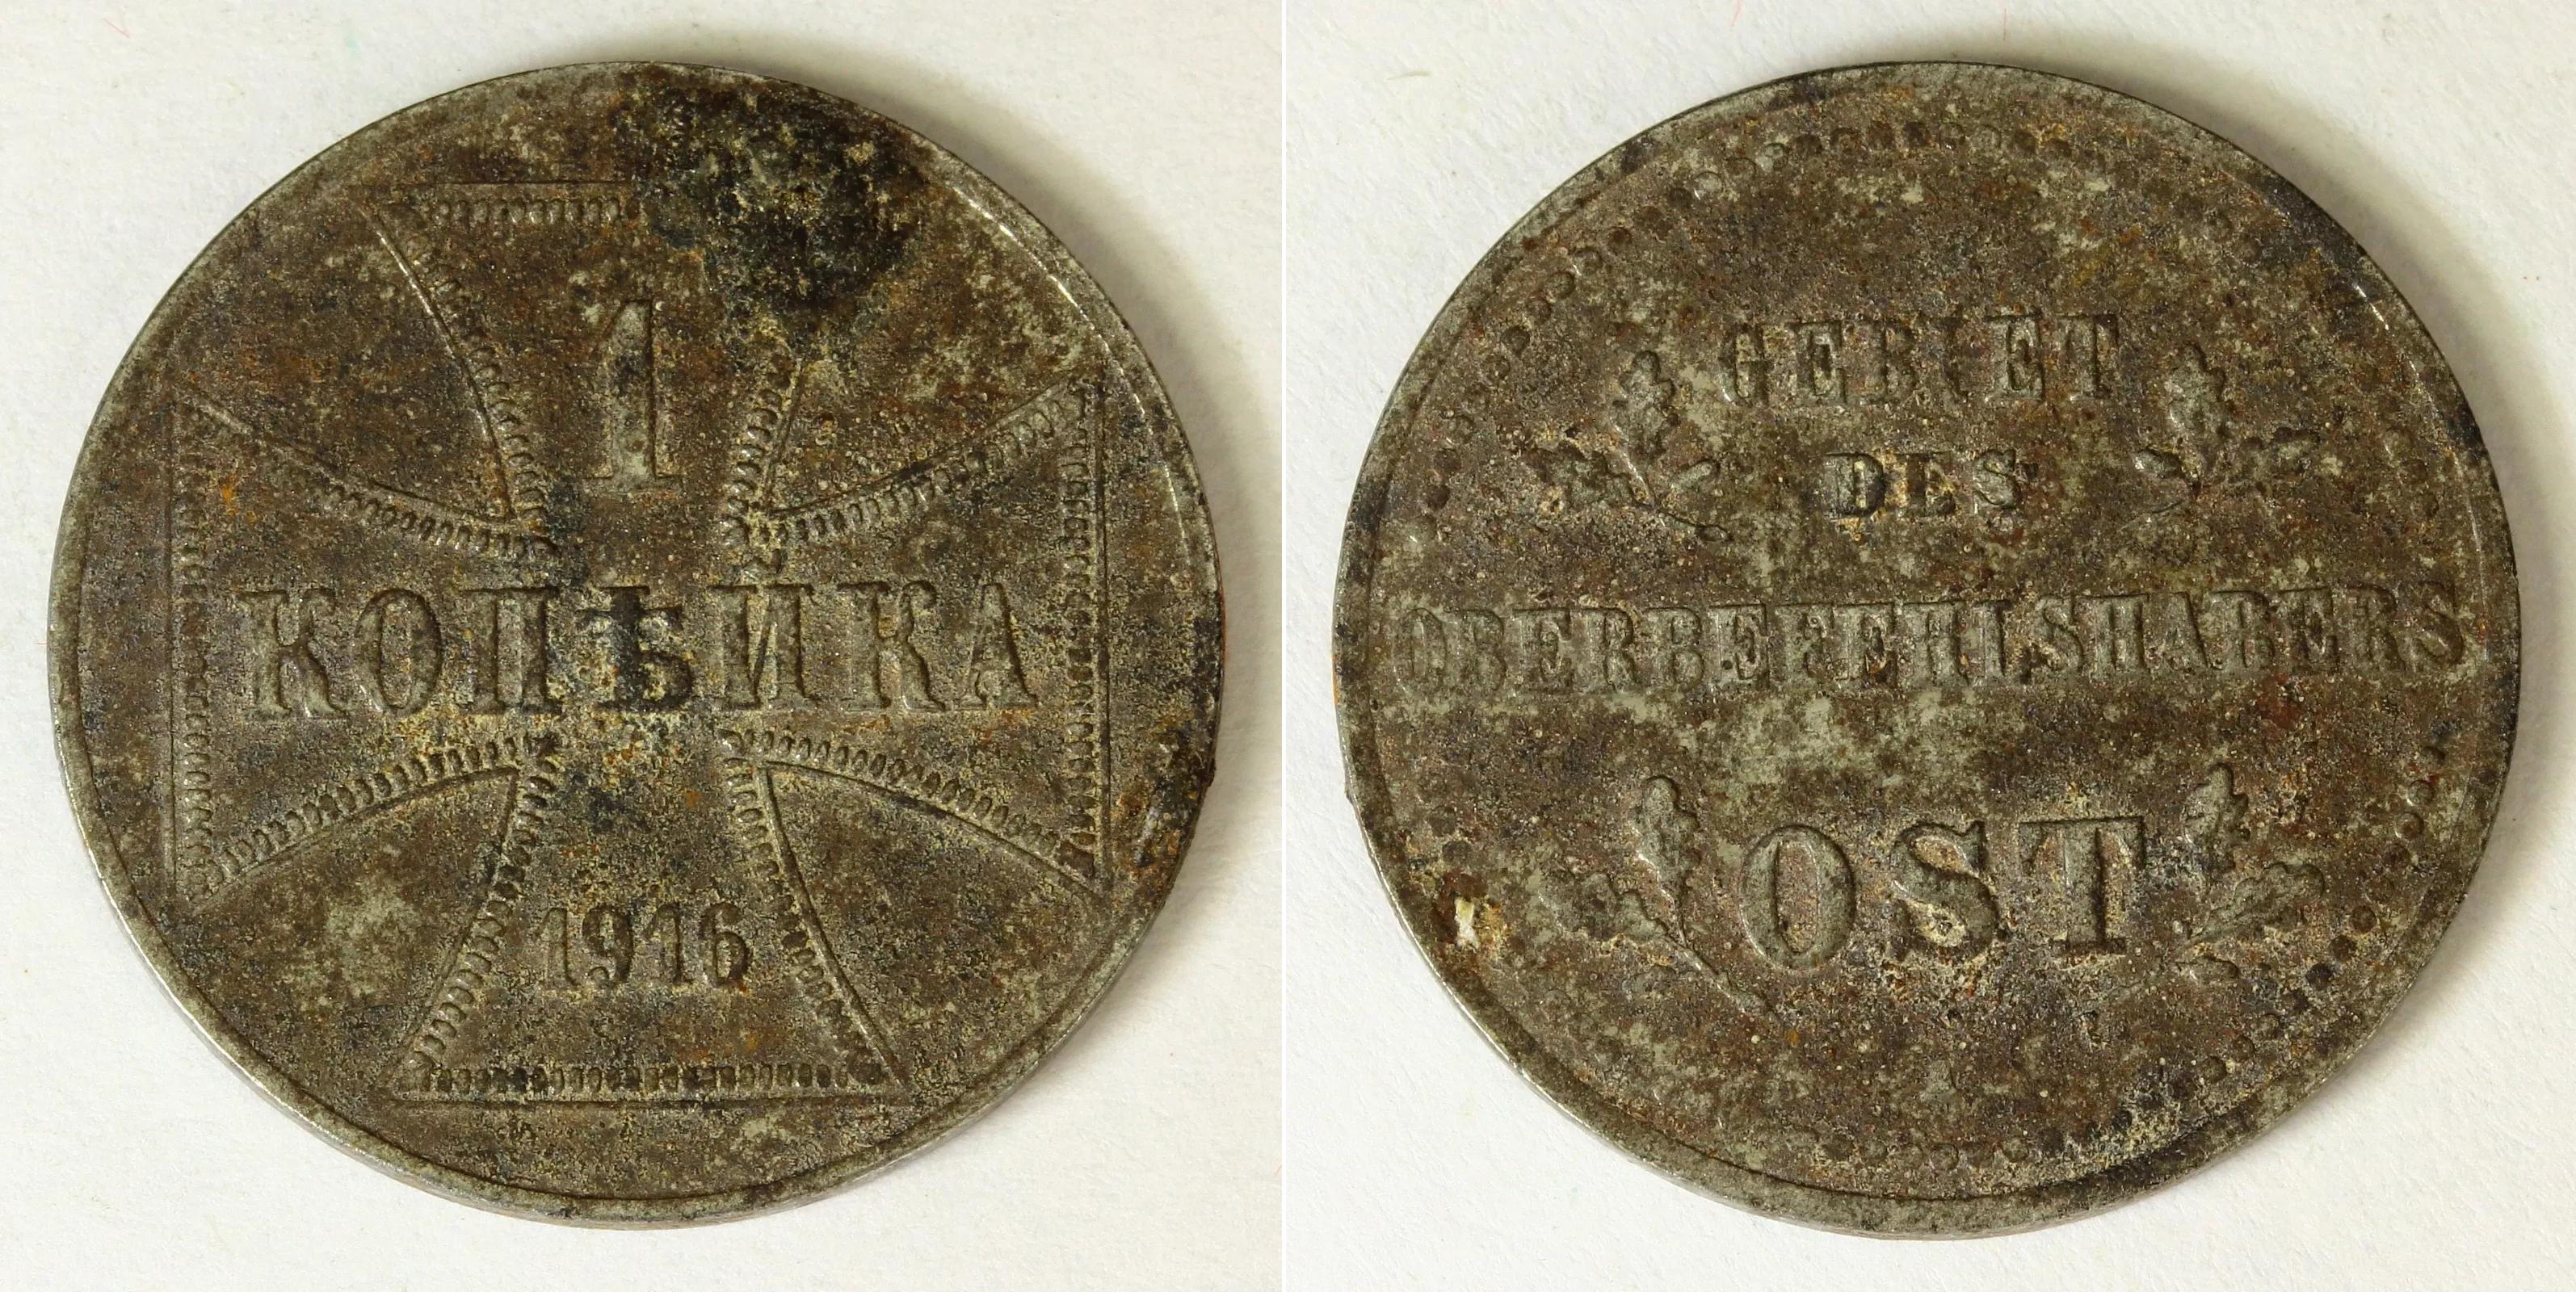 1
КОПѢЙКА
1916
GEBIET
DES
OBERBEFEHLSHABERS
OST